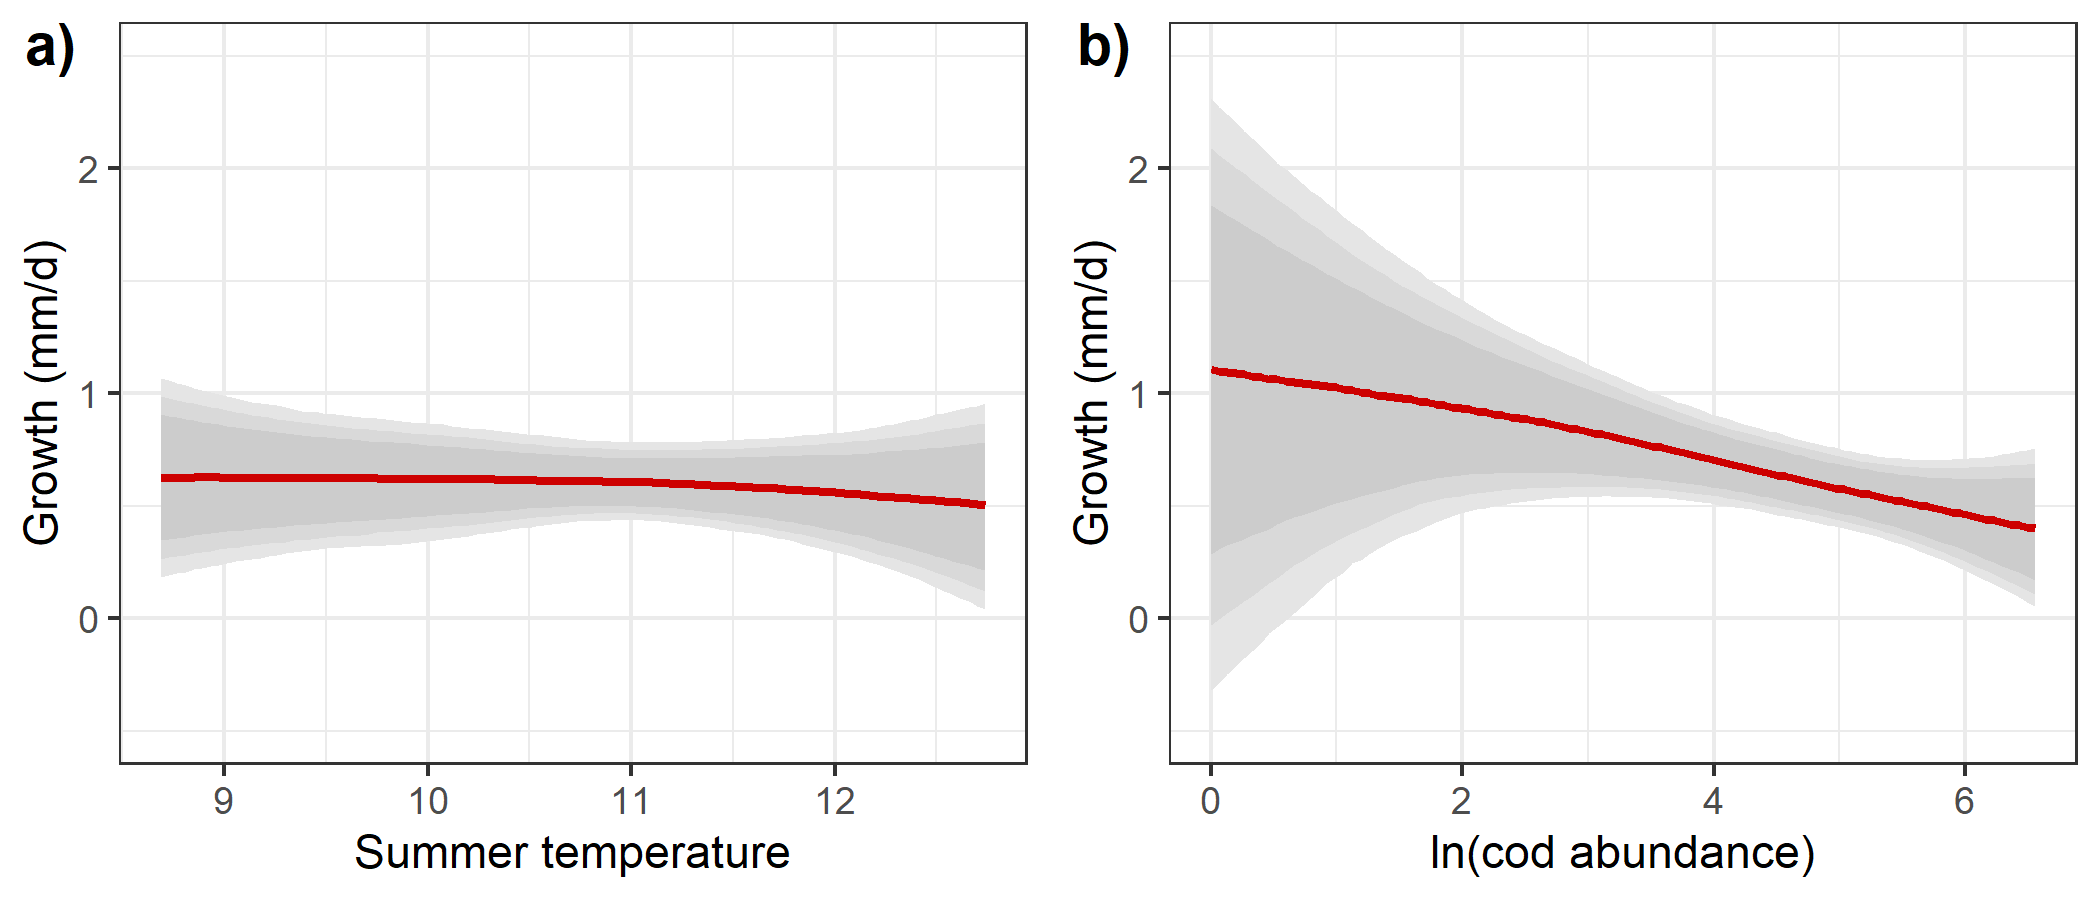 a)
Growth (mm/d)
2
1
0
9 10 11 12
Summer temperature
b)
Growth (mm/d)
2
1
0
0 2 4 6
ln(cod abundance)